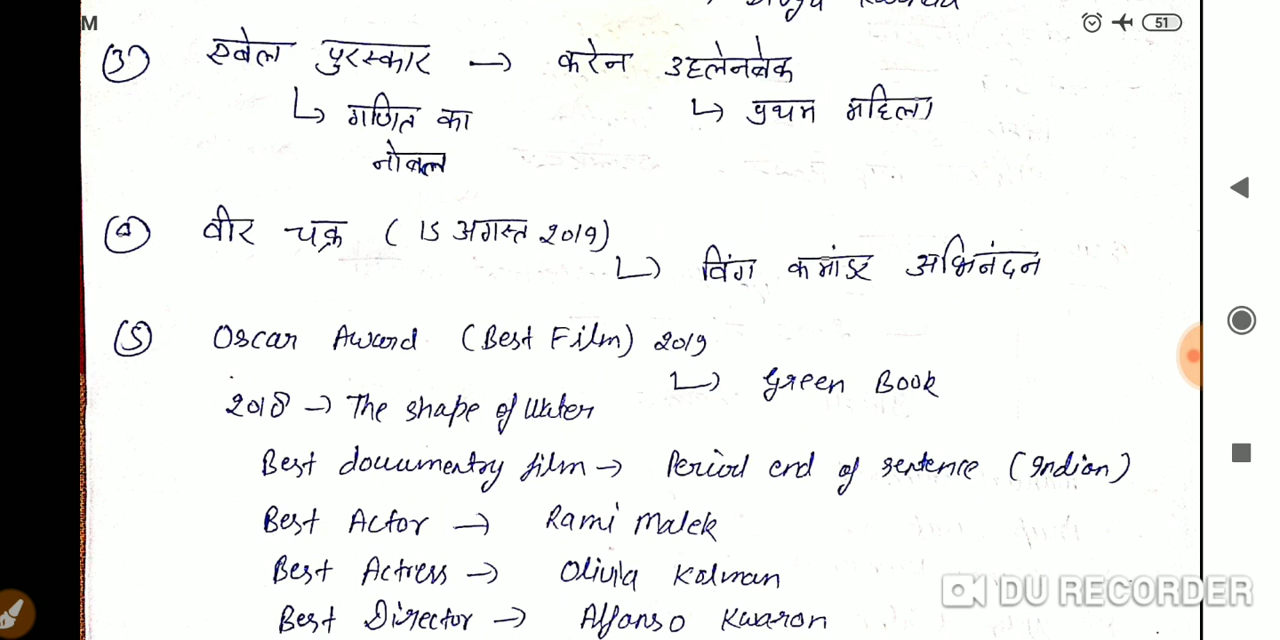 M
51
(3) एबेल पुरस्कार → करेन उहलेनबेक
↳ गणित का ↳ प्रथम महिला
नोबल
(4) वीर चक्र ( 15 अगस्त 2019)
↳ विंग कमांडर अभिनंदन
(5) Oscar Award (Best Film) 2019
↳ Green Book
2018 → The shape of Water
Best documentry film → Period end of sentence (Indian)
Best Actor → Rami Malek
Best Actress → Olivia Kolman
Best Director → Alfonso Kwaron
DU RECORDER